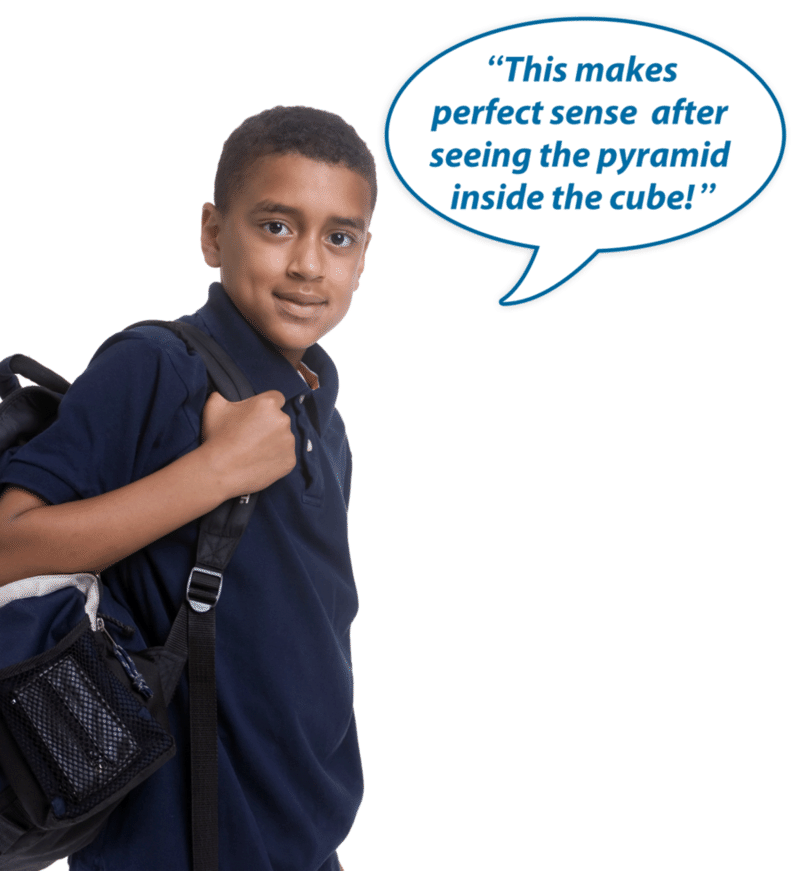 “This makes
perfect sense after
seeing the pyramid
inside the cube!”